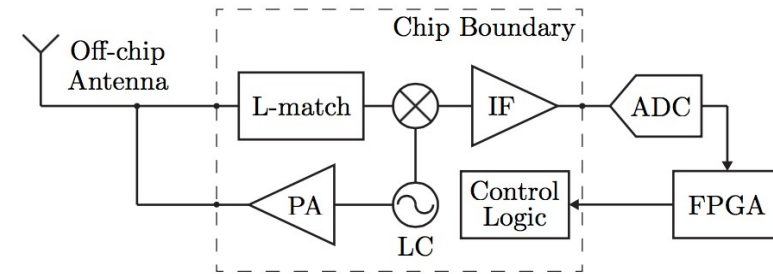 Chip Boundary
Off-chip
Antenna
L-match
IF
ADC
PA
LC
Control
Logic
FPGA